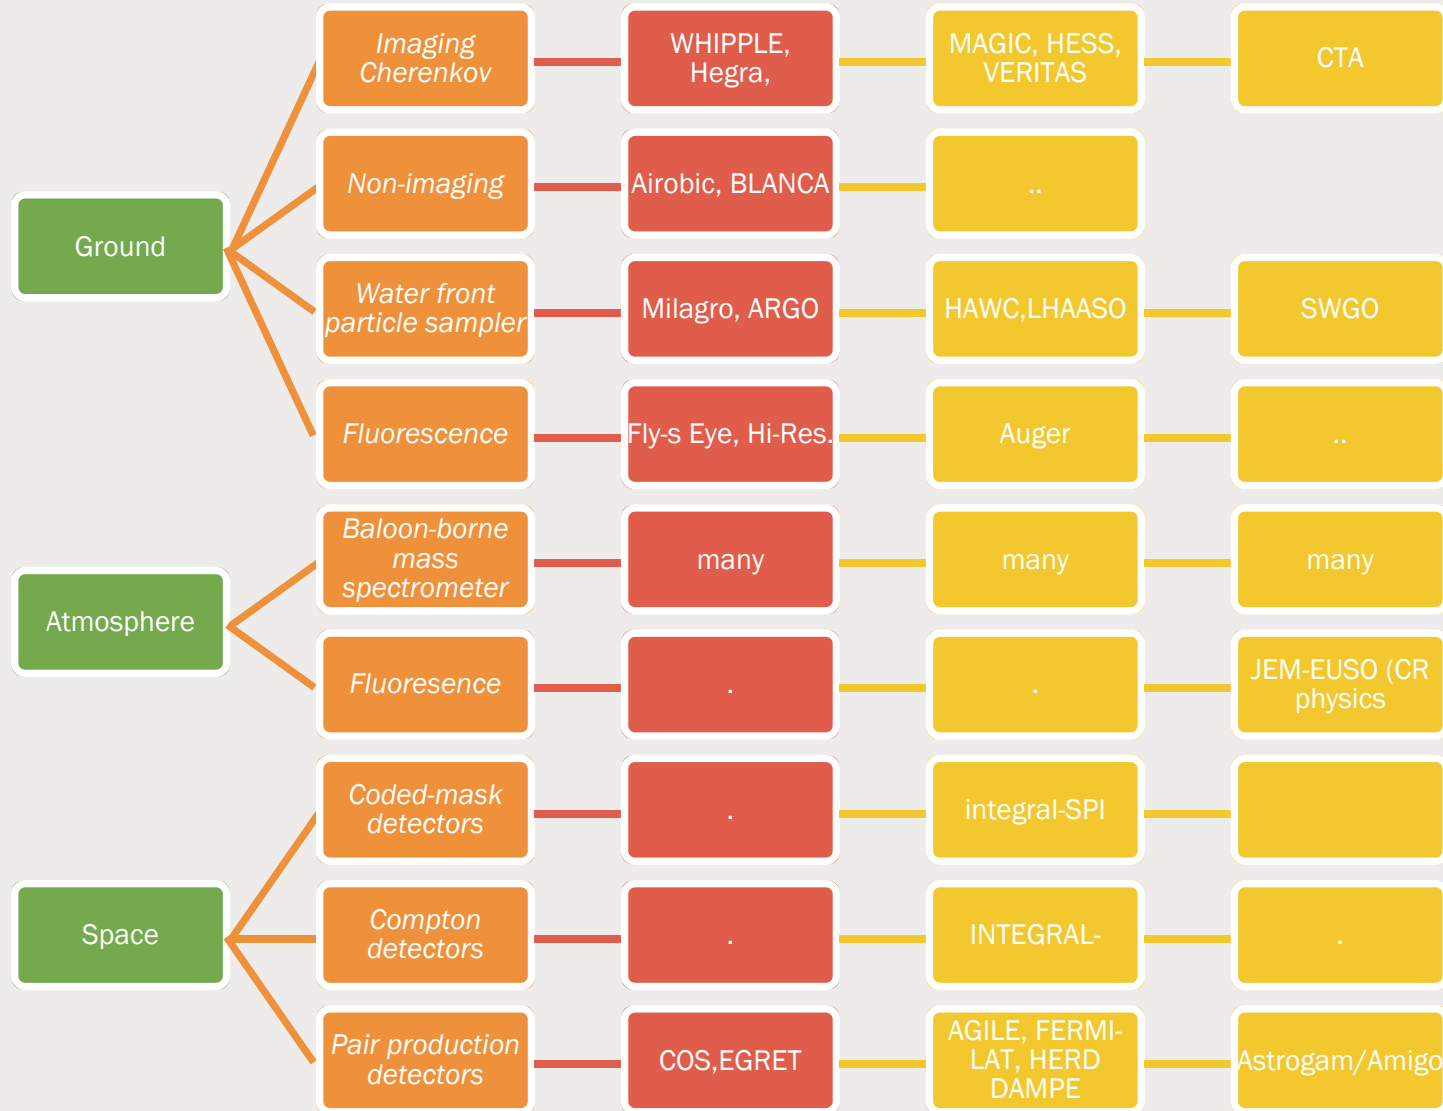 Ground
Imaging
Cherenkov
WHIPPLE,
Hegra,
MAGIC, HESS,
VERITAS
CTA
Non-imaging
Airobic, BLANCA
..
Water front
particle sampler
Milagro, ARGO
HAWC,LHAASO
SWGO
Fluorescence
Fly-s Eye, Hi-Res.
Auger
..
Atmosphere
Baloon-borne
mass
spectrometer
many
many
many
Fluoresence
.
.
JEM-EUSO (CR
physics
Space
Coded-mask
detectors
.
integral-SPI
Compton
detectors
.
INTEGRAL-
.
Pair production
detectors
COS,EGRET
AGILE, FERMI-
LAT, HERD
DAMPE
Astrogam/Amigo